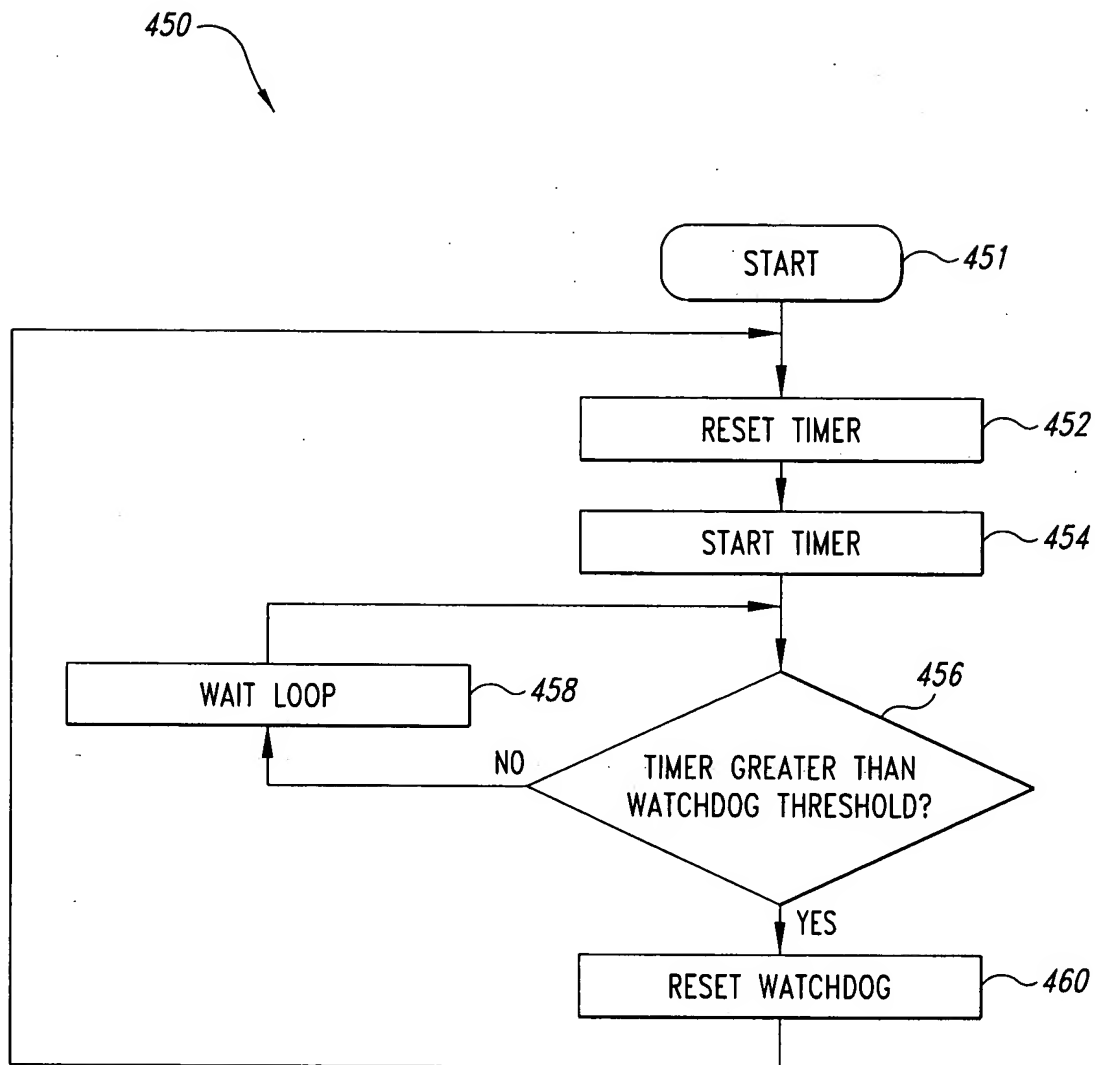 450
START
451
RESET TIMER
452
START TIMER
454
WAIT LOOP
458
456
NO
TIMER GREATER THAN
WATCHDOG THRESHOLD?
YES
RESET WATCHDOG
460